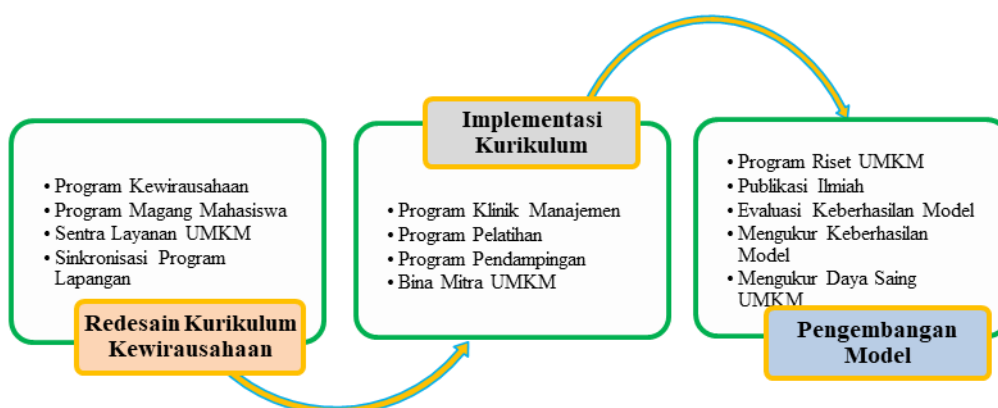 • Program Kewirausahaan
• Program Magang Mahasiswa
• Sentra Layanan UMKM
• Sinkronisasi Program
Lapangan
Redesain Kurikulum
Kewirausahaan
Implementasi
Kurikulum
• Program Klinik Manajemen
• Program Pelatihan
• Program Pendampingan
• Bina Mitra UMKM
• Program Riset UMKM
• Publikasi Ilmiah
• Evaluasi Keberhasilan Model
• Mengukur Keberhasilan
Model
• Mengukur Daya Saing
UMKM
Pengembangan
Model